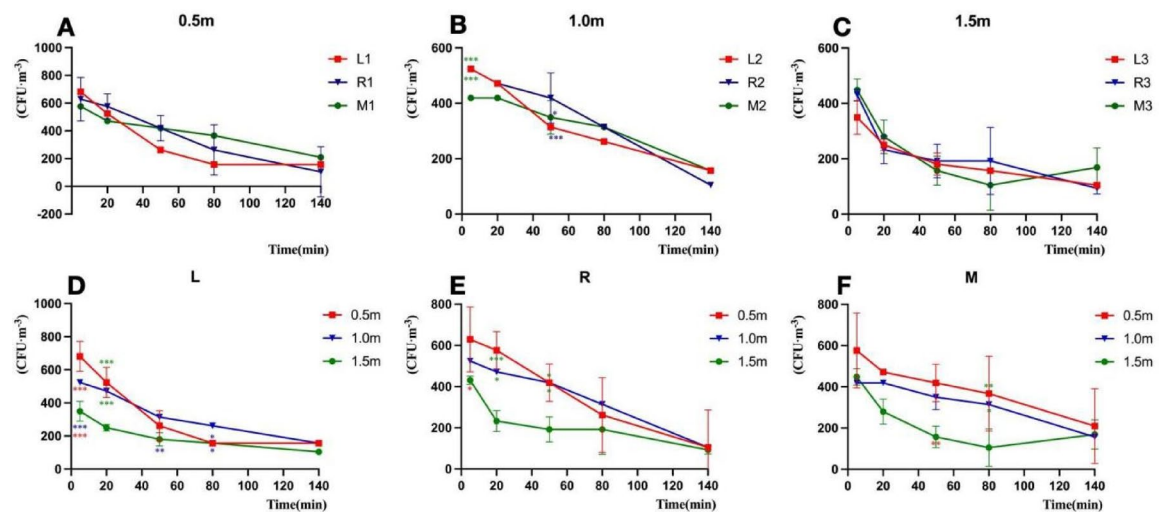 A 0.5m
(CFU·m⁻³)
1000
800
600
400
200
0
-200
0 20 40 60 80 100 120 140
Time(min)
L1
R1
M1
B 1.0m
(CFU·m⁻³)
600
400
200
0
0 20 40 60 80 100 120 140
Time(min)
L2
R2
M2
***
***
*
***
C 1.5m
(CFU·m⁻³)
600
400
200
0
0 20 40 60 80 100 120 140
Time(min)
L3
R3
M3
D L
(CFU·m⁻³)
1000
800
600
400
200
0
0 20 40 60 80 100 120 140
Time(min)
0.5m
1.0m
1.5m
***
***
***
***
***
**
*
*
E R
(CFU·m⁻³)
800
600
400
200
0
0 20 40 60 80 100 120 140
Time(min)
0.5m
1.0m
1.5m
***
*
*
*
F M
(CFU·m⁻³)
800
600
400
200
0
0 20 40 60 80 100 120 140
Time(min)
0.5m
1.0m
1.5m
**
*
**